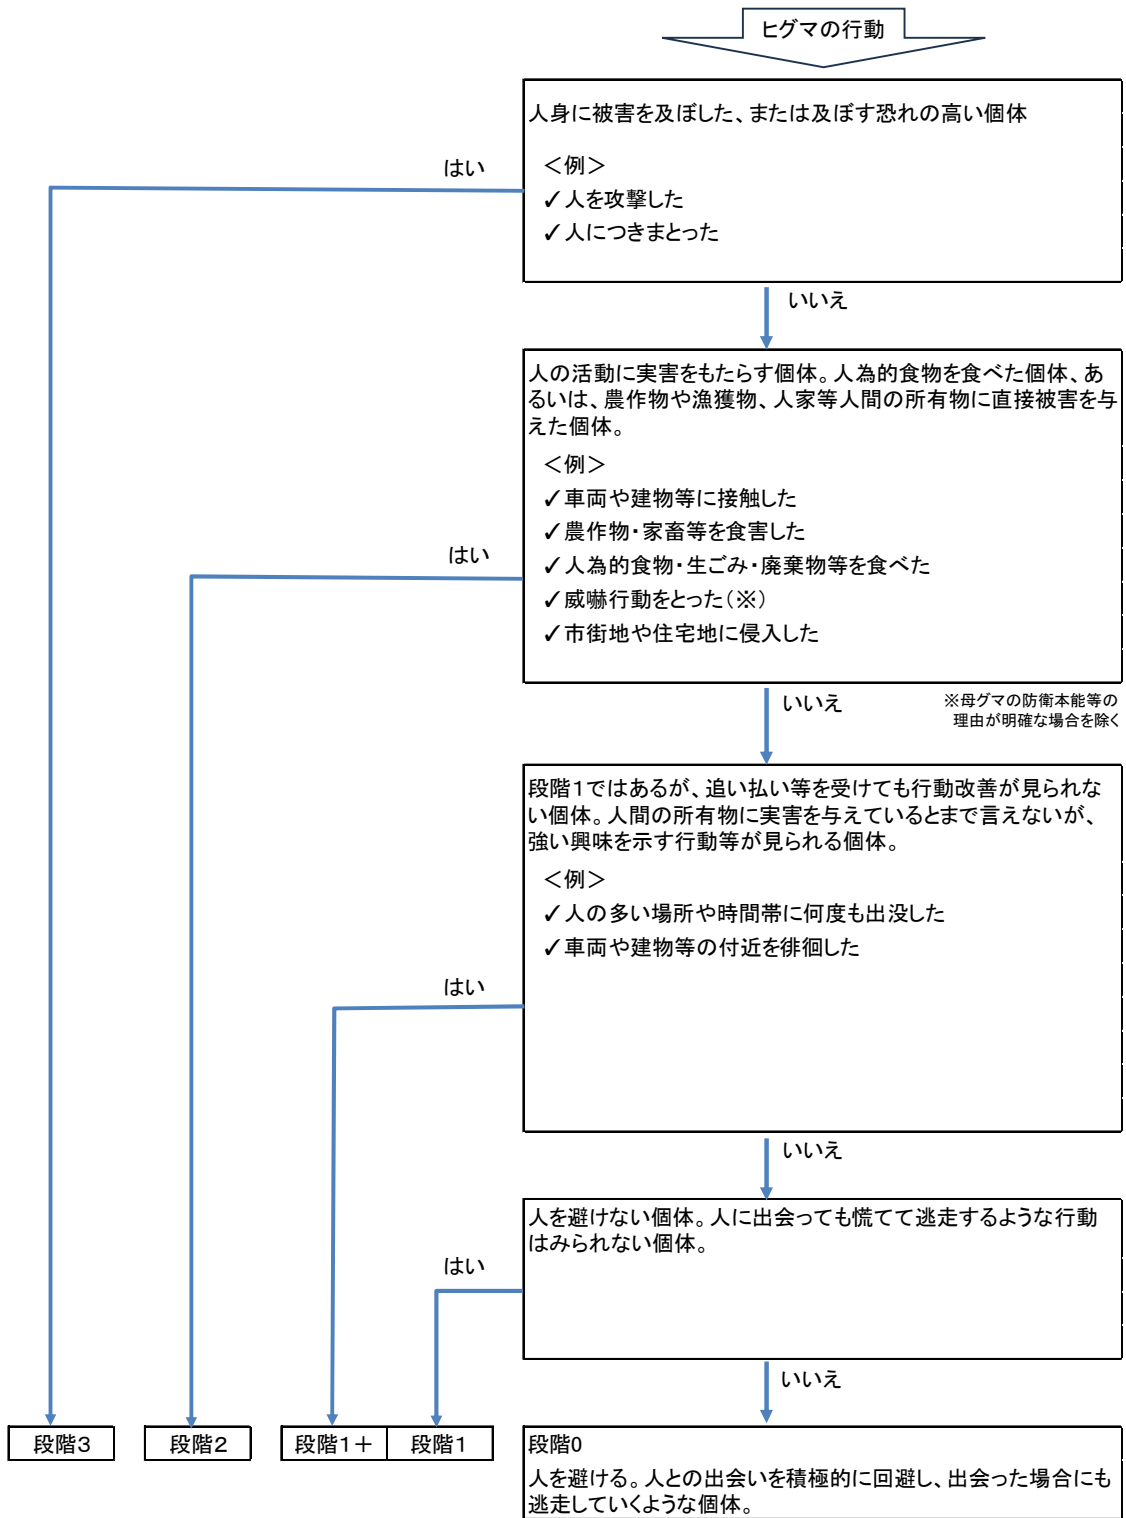 ヒグマの行動
人身に被害を及ぼした、または及ぼす恐れの高い個体
はい
＜例＞
✓人を攻撃した
✓人につきまとった
いいえ
人の活動に実害をもたらす個体。人為的食物を食べた個体、あ
るいは、農作物や漁獲物、人家等人間の所有物に直接被害を与
えた個体。
＜例＞
✓車両や建物等に接触した
✓農作物・家畜等を食害した
はい
✓人為的食物・生ごみ・廃棄物等を食べた
✓威嚇行動をとった（※）
✓市街地や住宅地に侵入した
いいえ
※母グマの防衛本能等の
理由が明確な場合を除く
段階１ではあるが、追い払い等を受けても行動改善が見られな
い個体。人間の所有物に実害を与えているとまで言えないが、
強い興味を示す行動等が見られる個体。
＜例＞
✓人の多い場所や時間帯に何度も出没した
✓車両や建物等の付近を徘徊した
はい
いいえ
人を避けない個体。人に出会っても慌てて逃走するような行動
はみられない個体。
はい
いいえ
段階３
段階２
段階１＋
段階１
段階0
人を避ける。人との出会いを積極的に回避し、出会った場合にも
逃走していくような個体。